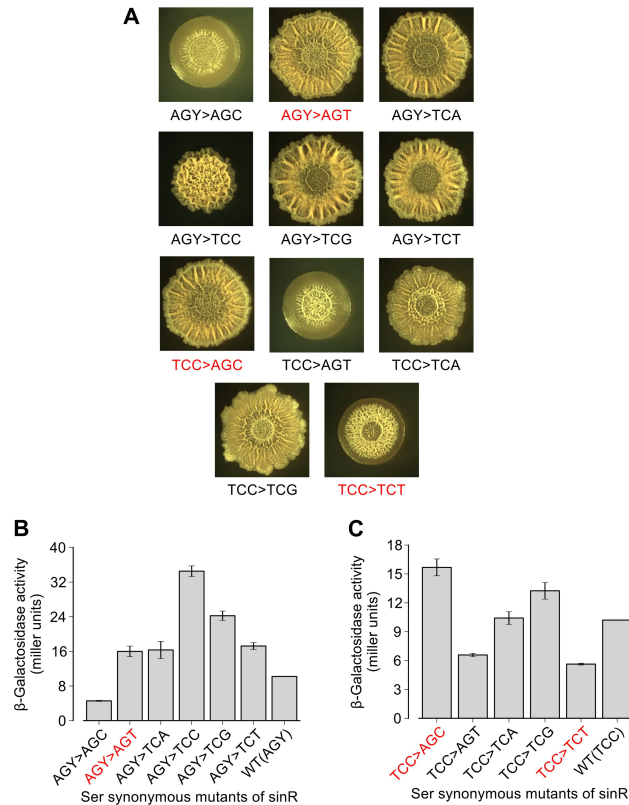 A
AGY>AGC AGY>AGT AGY>TCA
AGY>TCC AGY>TCG AGY>TCT
TCC>AGC TCC>AGT TCC>TCA
TCC>TCG TCC>TCT
B
β-Galactosidase activity
(miller units)
40
32
24
16
8
0
AGY>AGC
AGY>AGT
AGY>TCA
AGY>TCC
AGY>TCG
AGY>TCT
WT(AGY)
Ser synonymous mutants of sinR
C
β-Galactosidase activity
(miller units)
18
15
12
9
6
3
0
TCC>AGC
TCC>AGT
TCC>TCA
TCC>TCG
TCC>TCT
WT(TCC)
Ser synonymous mutants of sinR